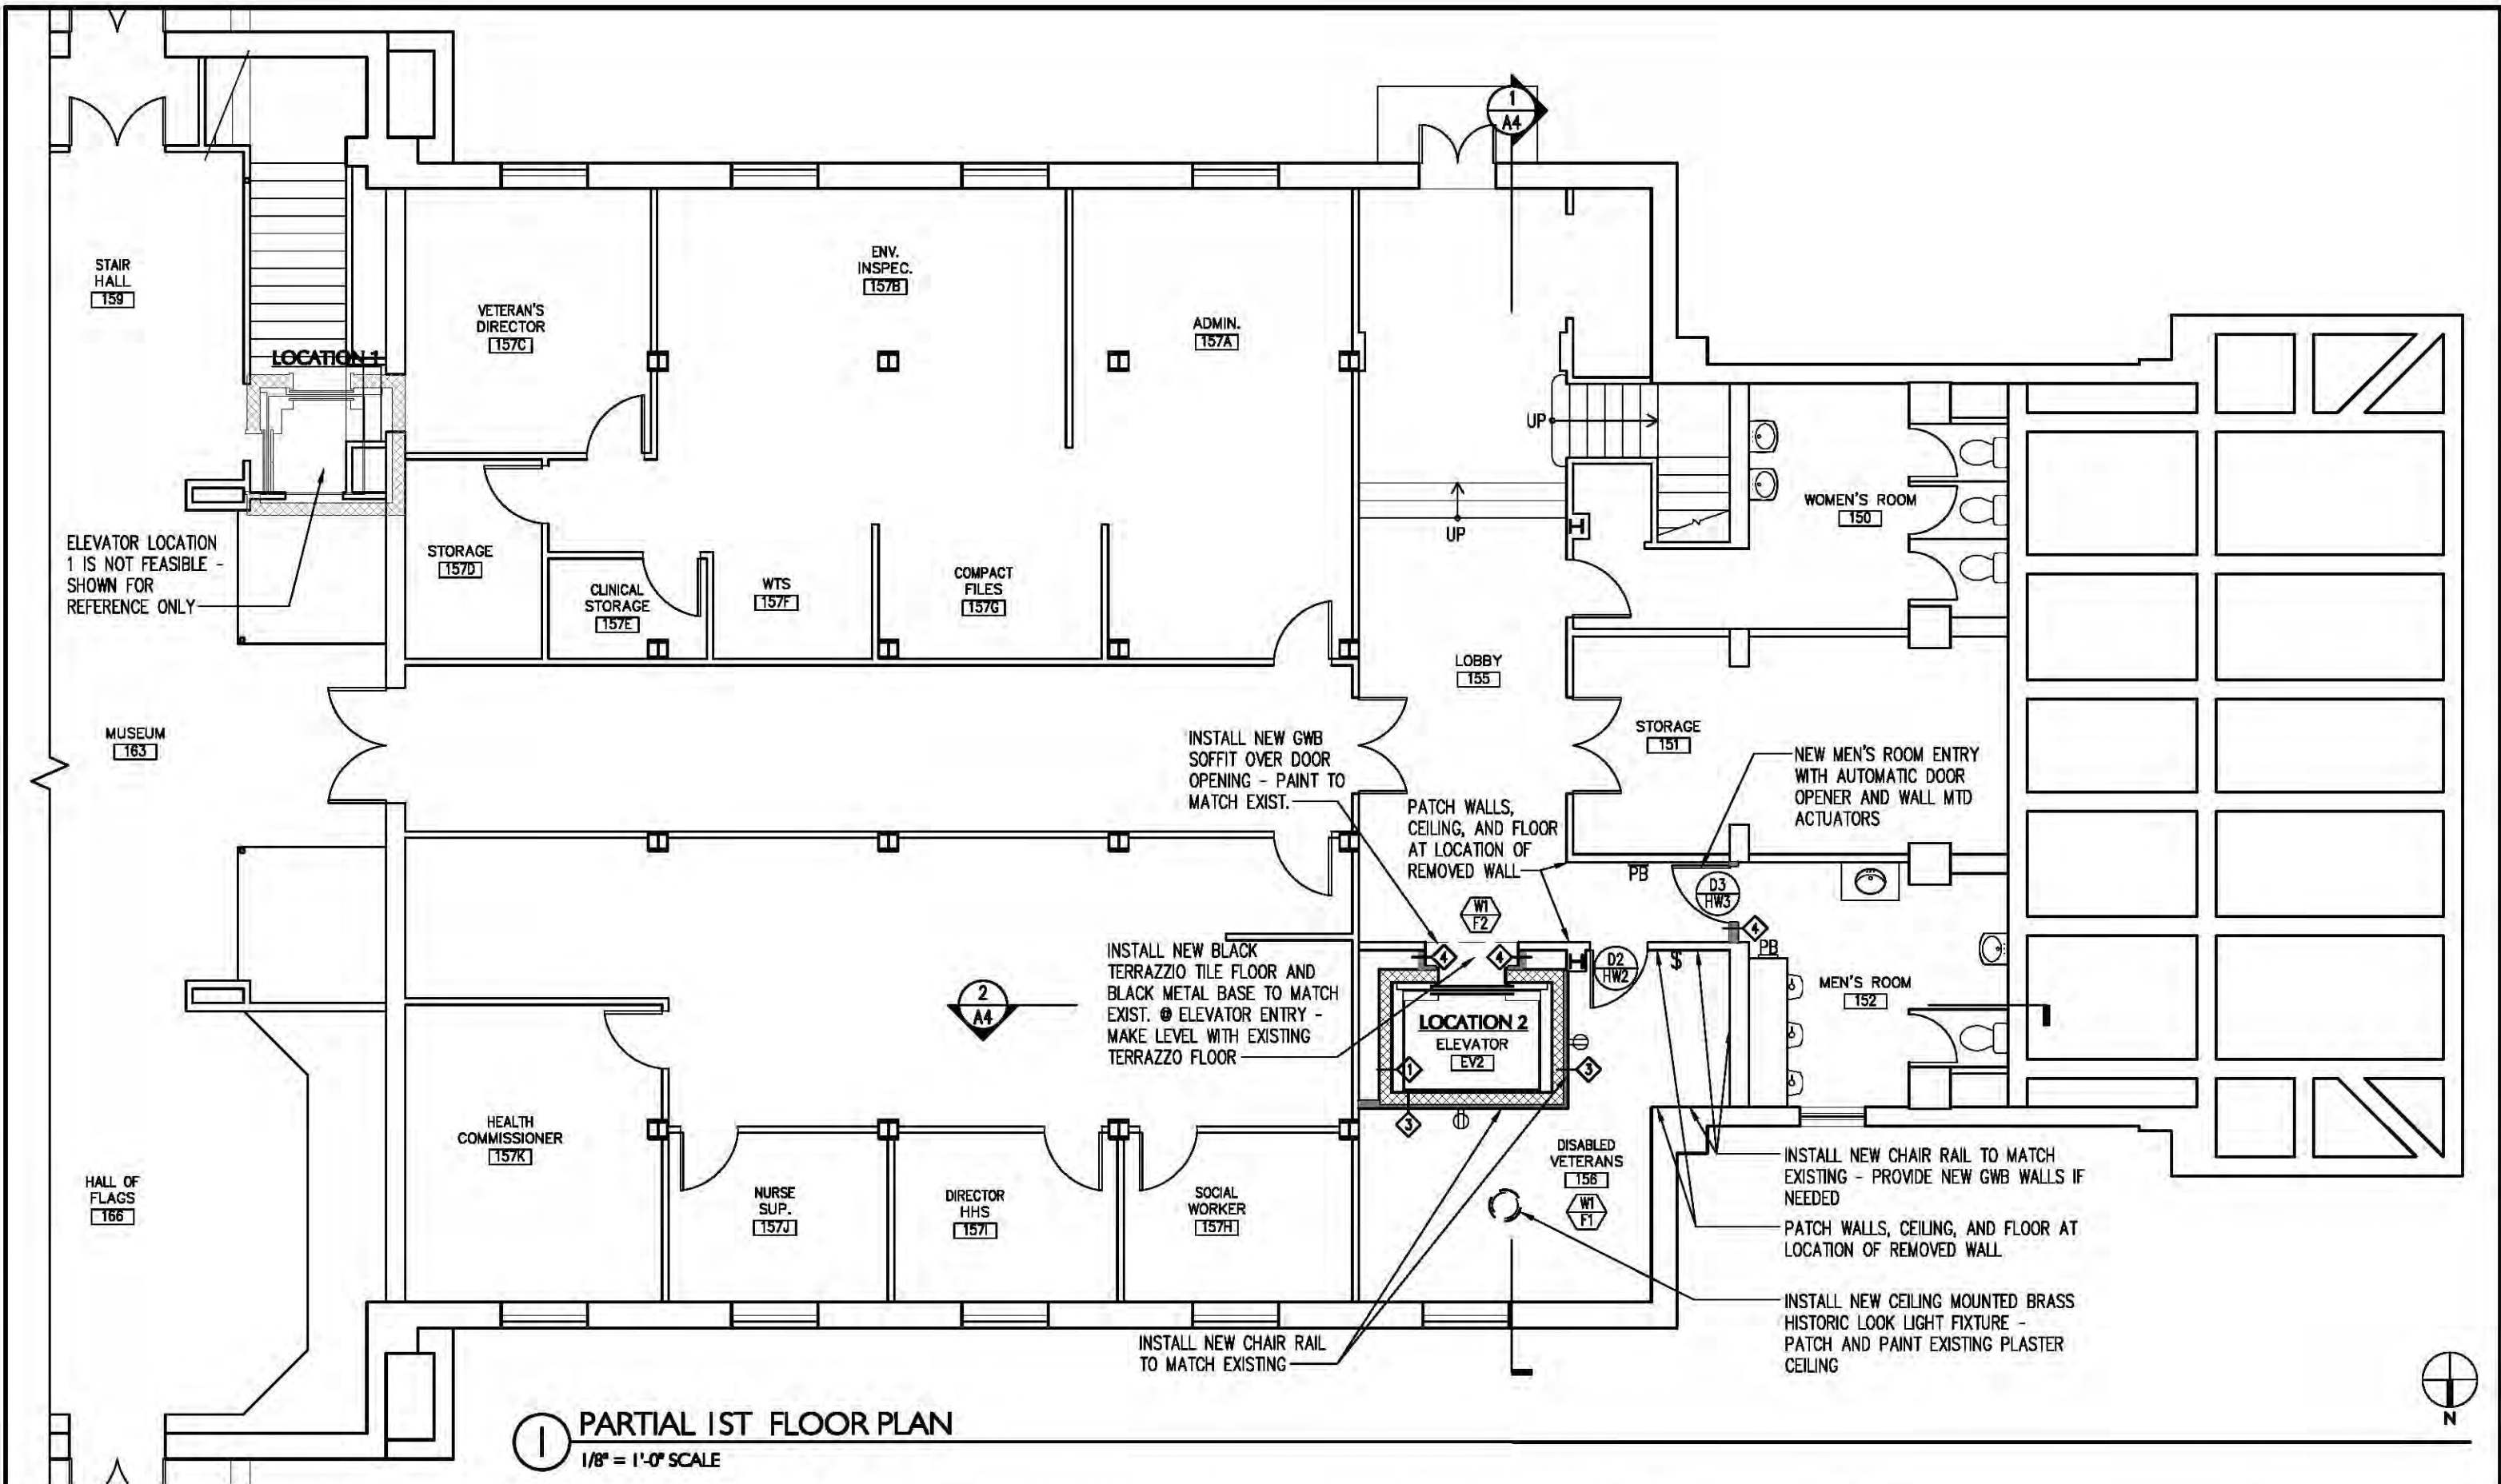 1
A4
STAIR
HALL
159
LOCATION 1
VETERAN'S
DIRECTOR
157C
ENV.
INSPEC.
157B
ADMIN.
157A
UP
UP
WOMEN'S ROOM
150
ELEVATOR LOCATION
1 IS NOT FEASIBLE -
SHOWN FOR
REFERENCE ONLY
STORAGE
157D
CLINICAL
STORAGE
157E
WTS
157F
COMPACT
FILES
157G
LOBBY
155
MUSEUM
163
STORAGE
151
INSTALL NEW GWB
SOFFIT OVER DOOR
OPENING - PAINT TO
MATCH EXIST.
PATCH WALLS,
CEILING, AND FLOOR
AT LOCATION OF
REMOVED WALL
NEW MEN'S ROOM ENTRY
WITH AUTOMATIC DOOR
OPENER AND WALL MTD
ACTUATORS
PB
D3
HW3
W1
F2
4
4
4
PB
D2
HW2
$
INSTALL NEW BLACK
TERRAZZIO TILE FLOOR AND
BLACK METAL BASE TO MATCH
EXIST. @ ELEVATOR ENTRY -
MAKE LEVEL WITH EXISTING
TERRAZZO FLOOR
2
A4
LOCATION 2
ELEVATOR
EV2
1
3
3
MEN'S ROOM
152
HEALTH
COMMISSIONER
157K
NURSE
SUP.
157J
DIRECTOR
HHS
157I
SOCIAL
WORKER
157H
DISABLED
VETERANS
156
W1
F1
HALL OF
FLAGS
166
INSTALL NEW CHAIR RAIL TO MATCH
EXISTING - PROVIDE NEW GWB WALLS IF
NEEDED
PATCH WALLS, CEILING, AND FLOOR AT
LOCATION OF REMOVED WALL
INSTALL NEW CEILING MOUNTED BRASS
HISTORIC LOOK LIGHT FIXTURE -
PATCH AND PAINT EXISTING PLASTER
CEILING
INSTALL NEW CHAIR RAIL
TO MATCH EXISTING
N
1
PARTIAL 1ST FLOOR PLAN
1/8" = 1'-0" SCALE